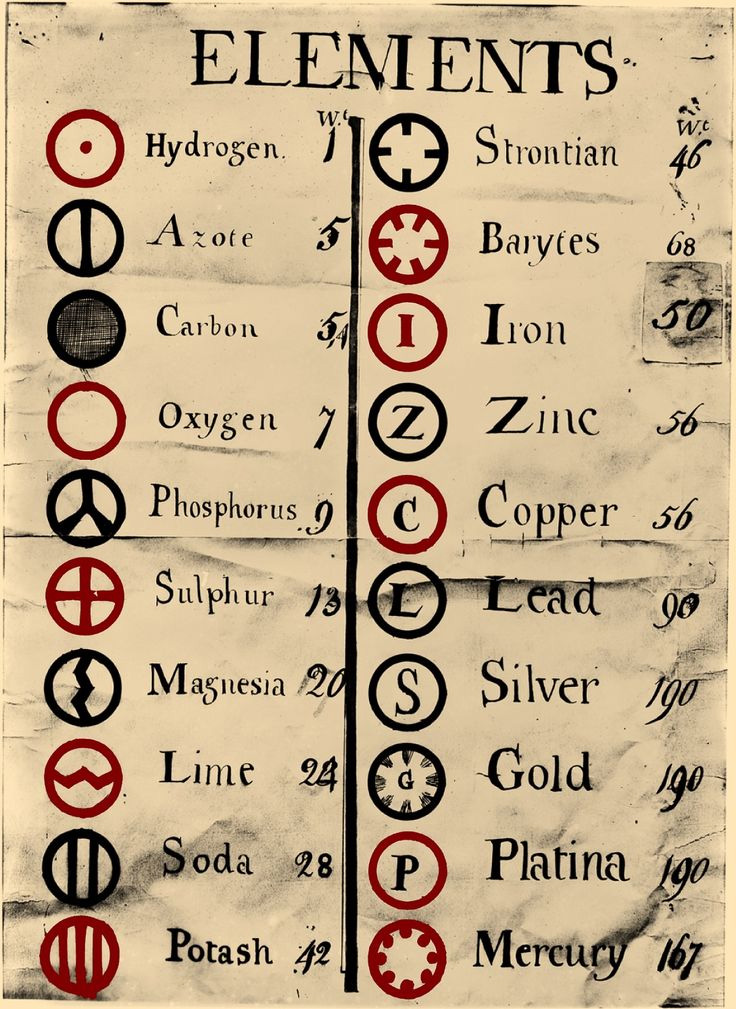 ELEMENTS
Wt
Hydrogen. 1
Azote 5
Carbon 5,4
Oxygen 7
Phosphorus 9
Sulphur 13
Magnesia 20
Lime 24
Soda 28
Potash 42
Wt
Strontian 46
Barytes 68
I Iron 50
Z Zinc 56
C Copper 56
L Lead 90
S Silver 190
G Gold 190
P Platina 190
Mercury 167